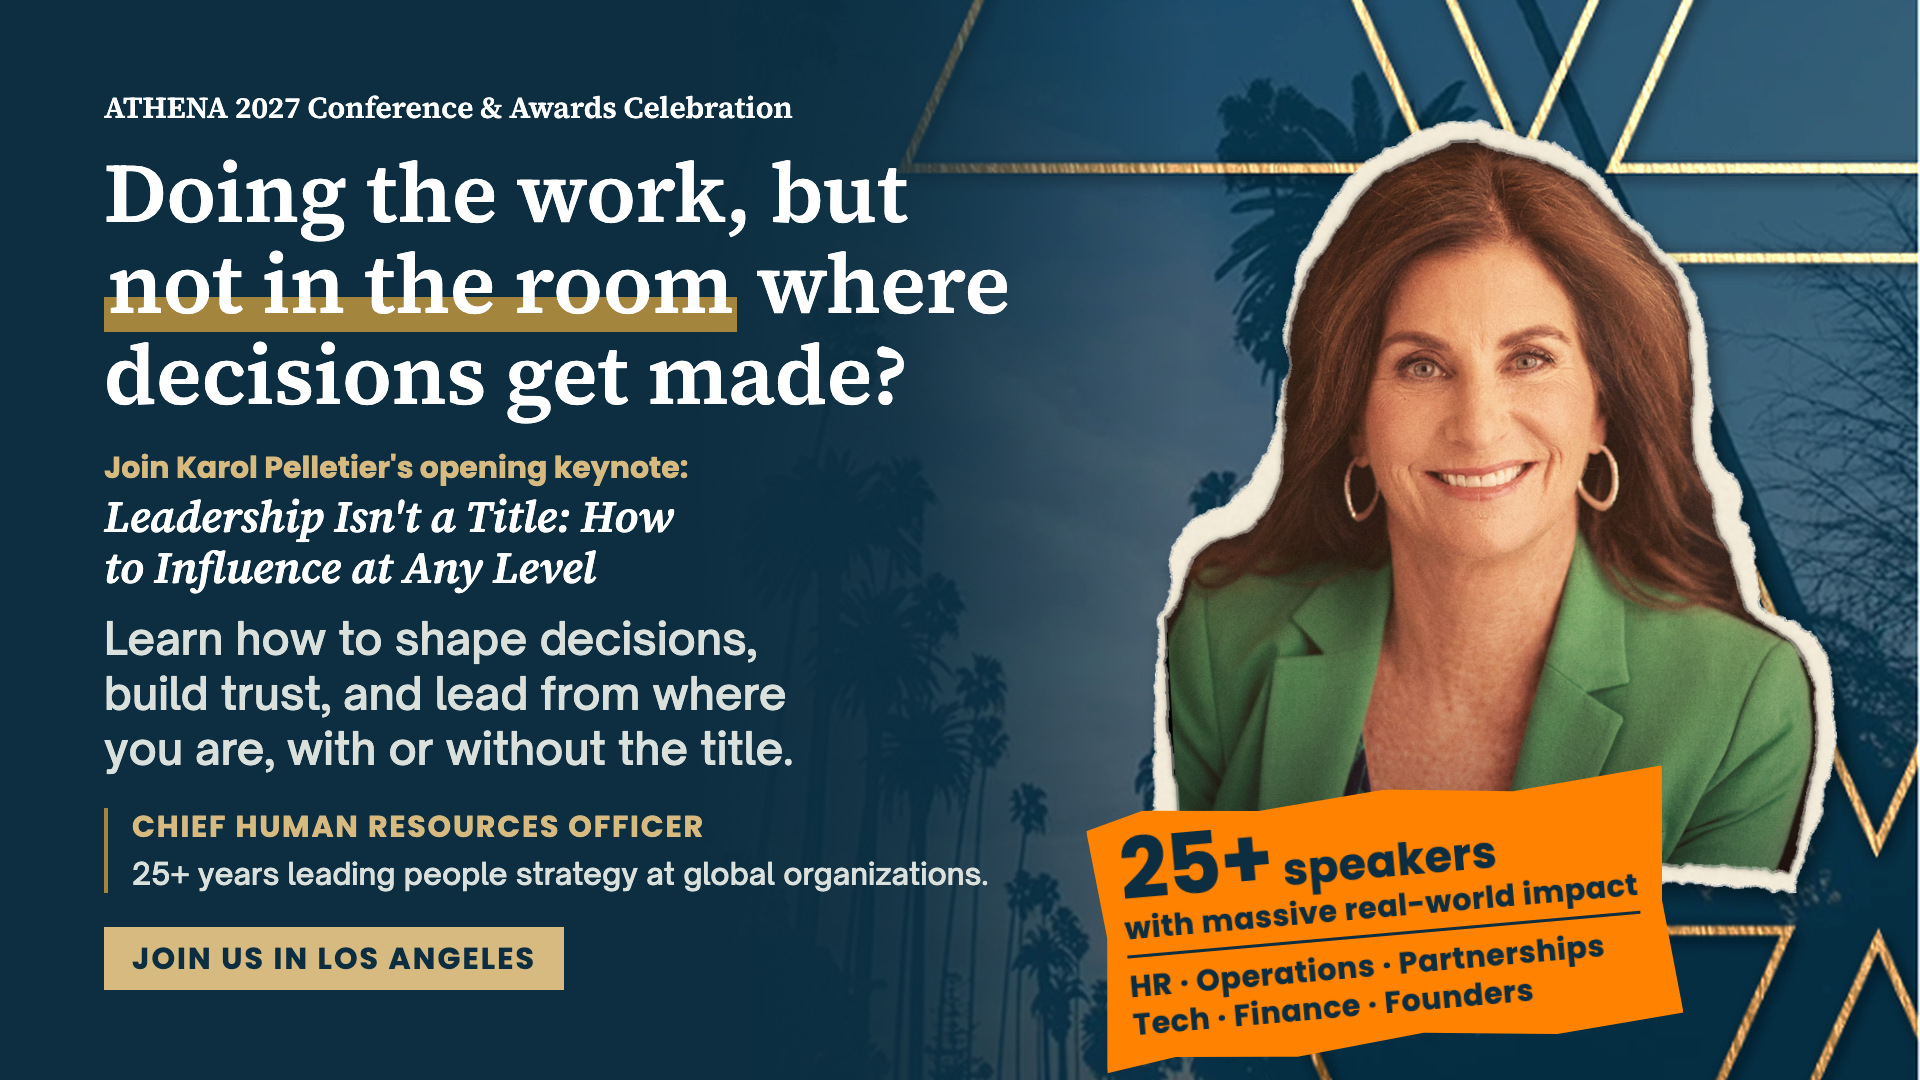 ATHENA 2027 Conference & Awards Celebration
Doing the work, but
not in the room where
decisions get made?
Join Karol Pelletier's opening keynote:
Leadership Isn't a Title: How
to Influence at Any Level
Learn how to shape decisions,
build trust, and lead from where
you are, with or without the title.
CHIEF HUMAN RESOURCES OFFICER
25+ years leading people strategy at global organizations.
JOIN US IN LOS ANGELES
25+ speakers
with massive real-world impact
HR · Operations · Partnerships
Tech · Finance · Founders